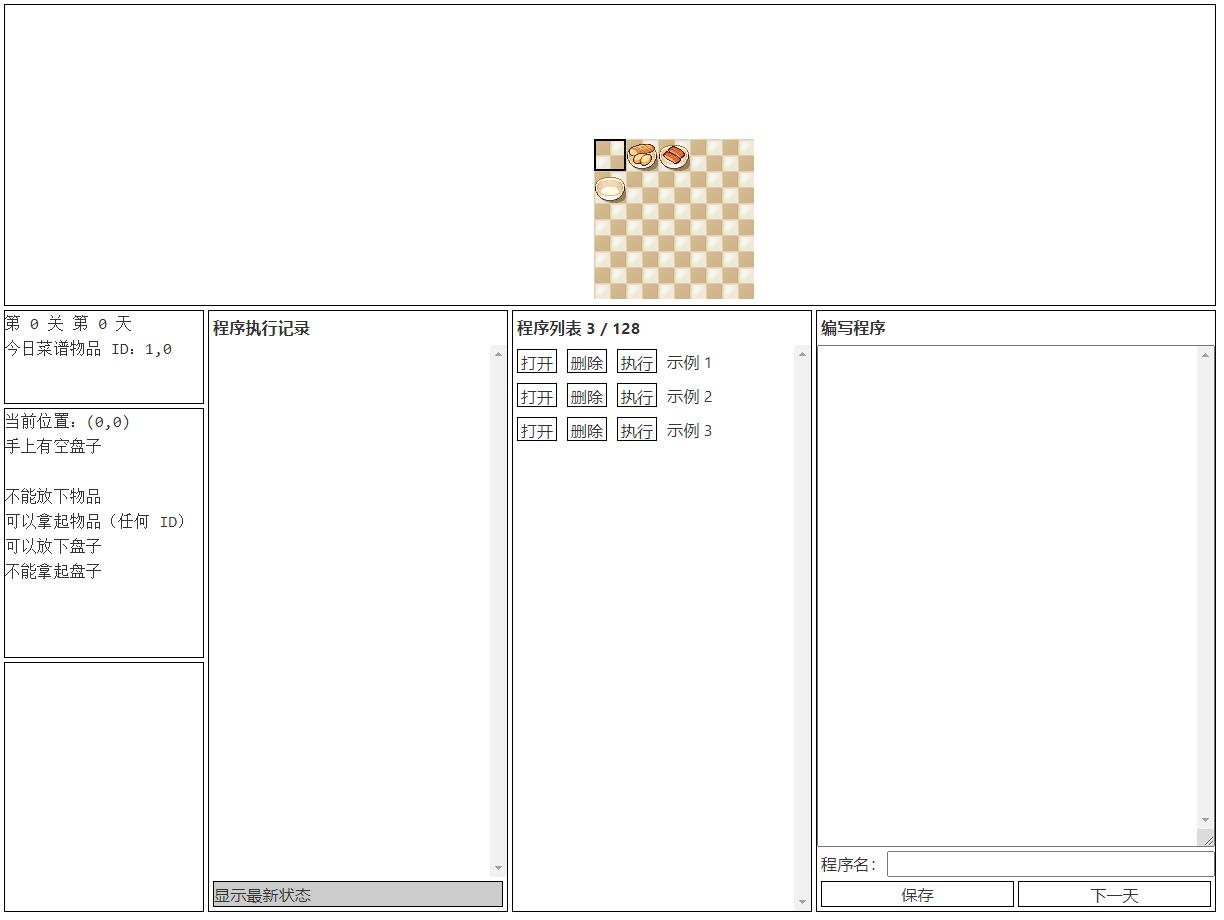 第 0 关 第 0 天
今日菜谱物品 ID: 1,0
当前位置: (0,0)
手上有空盘子
不能放下物品
可以拿起物品（任何 ID）
可以放下盘子
不能拿起盘子
程序执行记录
显示最新状态
程序列表 3 / 128
打开 删除 执行 示例 1
打开 删除 执行 示例 2
打开 删除 执行 示例 3
编写程序
程序名:
保存 下一天